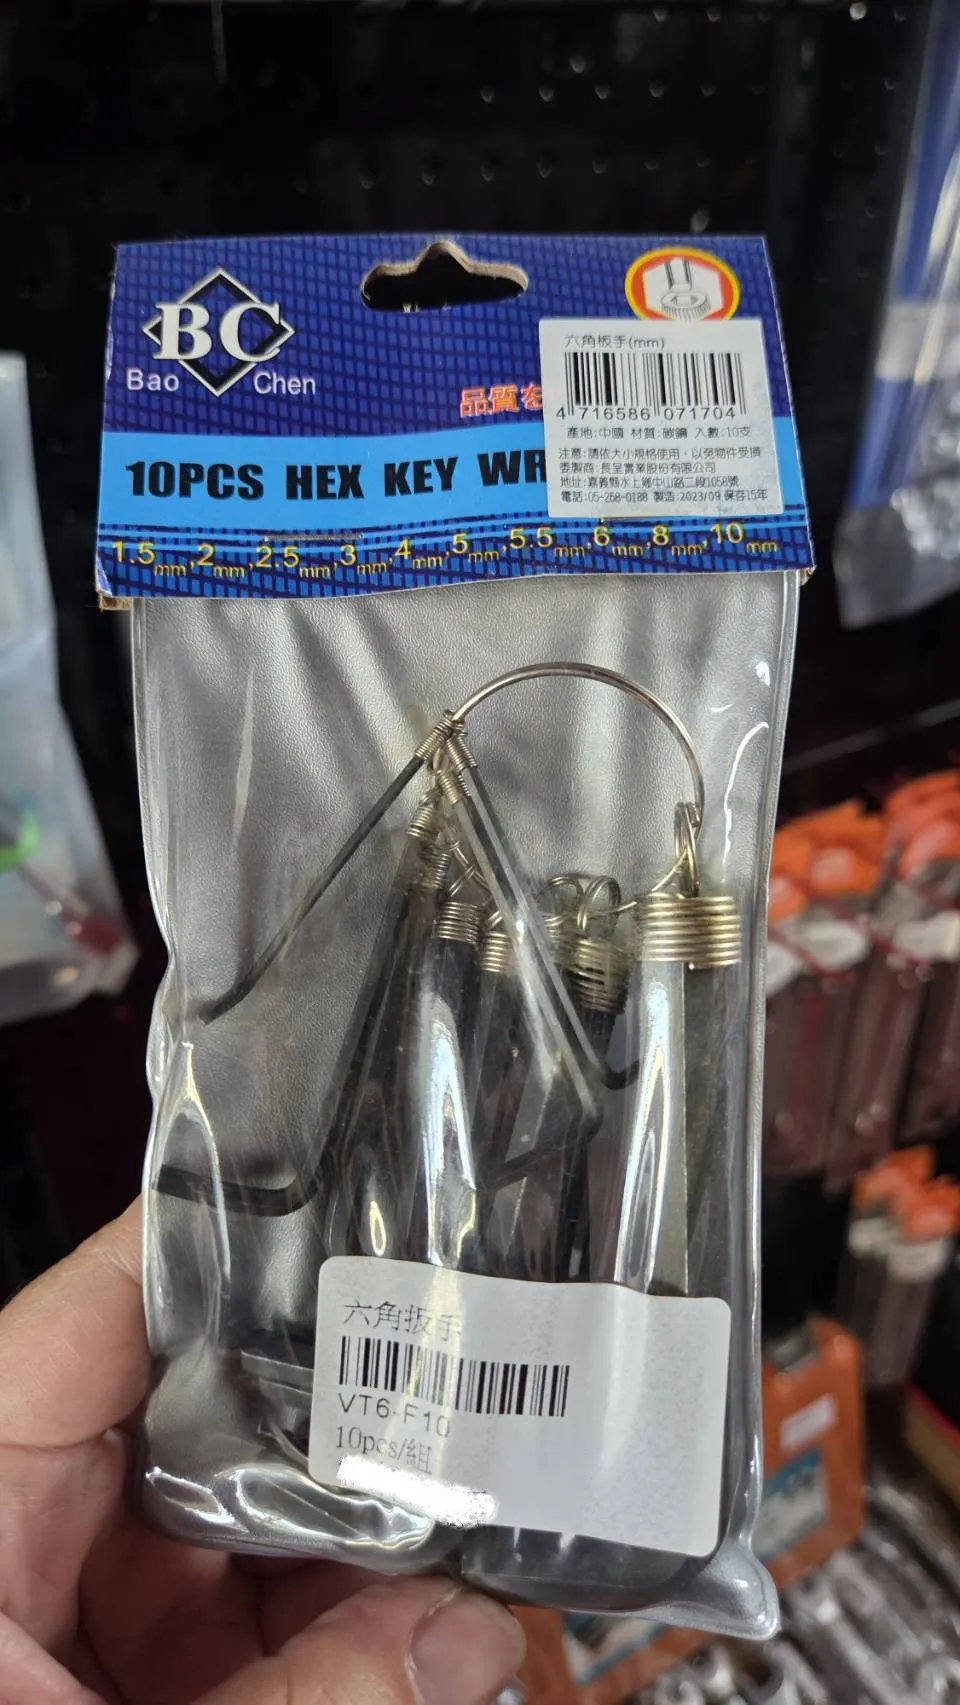 BC
Bao Chen
品質
10PCS HEX KEY WR
1.5mm,2mm,2.5mm,3mm,4mm,5mm,5.5mm,6mm,8mm,10mm
六角板手(mm)
4 716586 071704
產地:中國 材質:碳鋼 入數:10支
注意:請依大小規格使用,以免物件受損
委製商:長呈實業股份有限公司
地址:嘉義縣水上鄉中山路二段1058號
電話:05-268-0188 製造:2023/09 保存15年
六角扳手
VT6-F10
10pcs/組